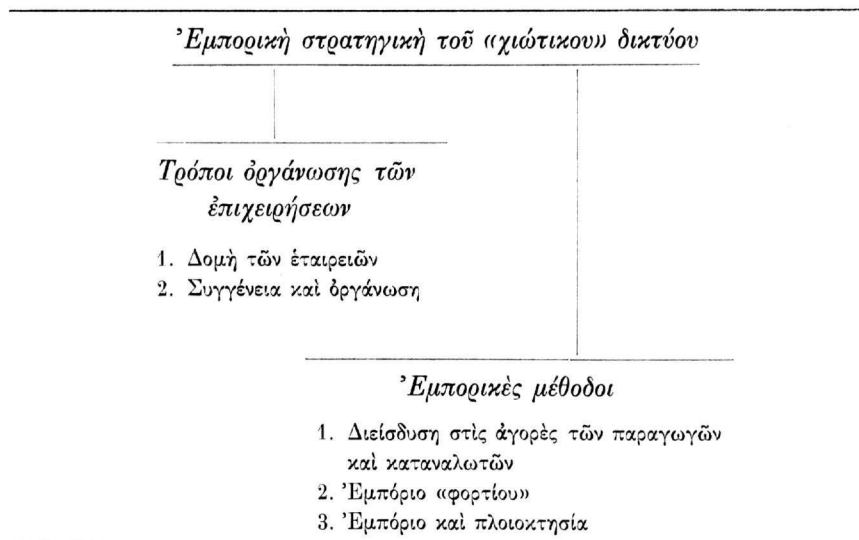 Ἐμπορικὴ στρατηγικὴ τοῦ «χιώτικου» δικτύου
Τρόποι ὀργάνωσης τῶν
ἐπιχειρήσεων
1. Δομὴ τῶν ἑταιρειῶν
2. Συγγένεια καὶ ὀργάνωση
Ἐμπορικὲς μέθοδοι
1. Διείσδυση στὶς ἀγορὲς τῶν παραγωγῶν
καὶ καταναλωτῶν
2. Ἐμπόριο «φορτίου»
3. Ἐμπόριο καὶ πλοιοκτησία